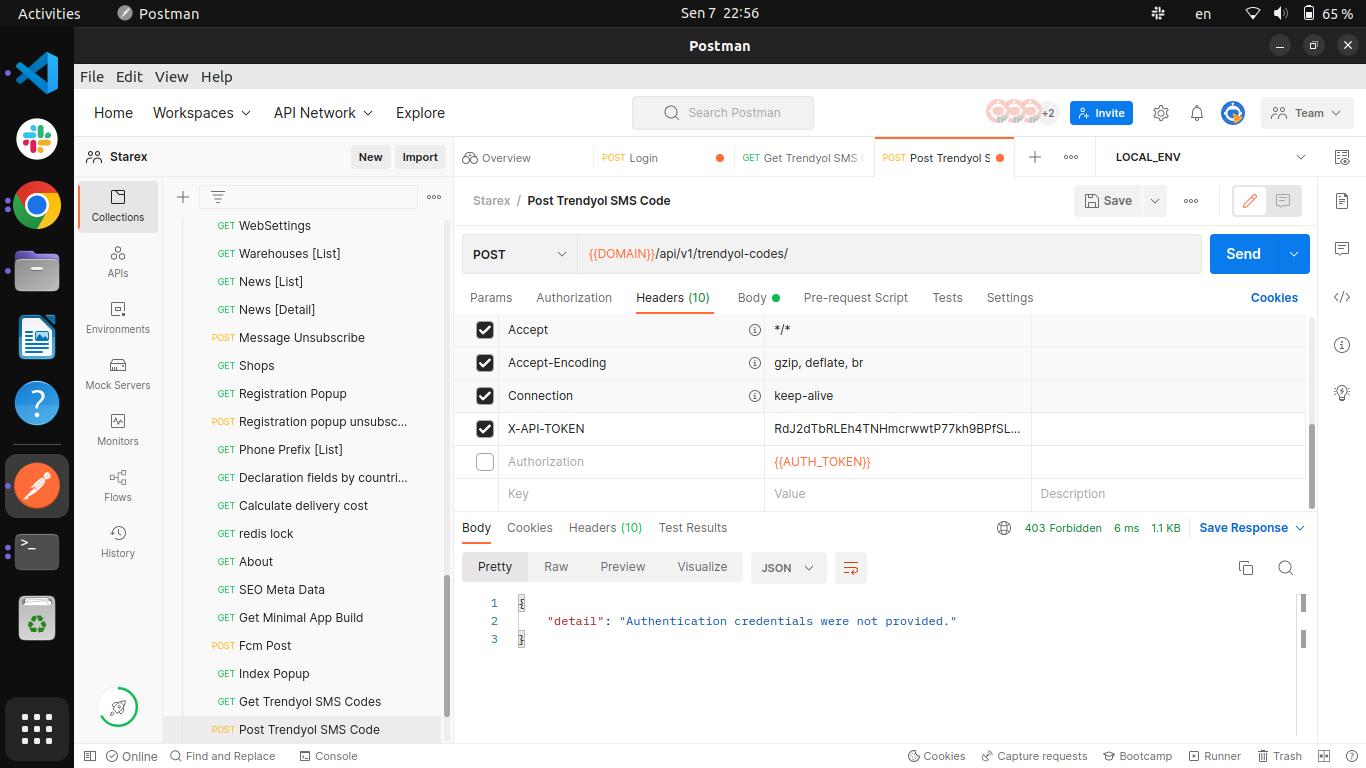 Activities
Postman
Sen 7 22:56
en
65 %
Postman
File Edit View Help
Home Workspaces API Network Explore
Search Postman
+2
Invite
Team
Starex
New
Import
Overview
POST Login
GET Get Trendyol SMS
POST Post Trendyol S
LOCAL_ENV
Collections
APIs
Environments
Mock Servers
Monitors
Flows
History
GET WebSettings
GET Warehouses [List]
GET News [List]
GET News [Detail]
POST Message Unsubscribe
GET Shops
GET Registration Popup
POST Registration popup unsubsc...
GET Phone Prefix [List]
GET Declaration fields by countri...
GET Calculate delivery cost
GET redis lock
GET About
GET SEO Meta Data
GET Get Minimal App Build
POST Fcm Post
GET Index Popup
GET Get Trendyol SMS Codes
POST Post Trendyol SMS Code
Starex / Post Trendyol SMS Code
Save
POST
{{DOMAIN}}/api/v1/trendyol-codes/
Send
Params Authorization Headers (10) Body Pre-request Script Tests Settings
Cookies
Accept */*
Accept-Encoding gzip, deflate, br
Connection keep-alive
X-API-TOKEN RdJ2dTbRLEh4TNHmcrwwtP77kh9BPfSL...
Authorization {{AUTH_TOKEN}}
Key Value Description
Body Cookies Headers (10) Test Results
403 Forbidden 6 ms 1.1 KB Save Response
Pretty Raw Preview Visualize JSON
1 {
2 "detail": "Authentication credentials were not provided."
3 }
Online Find and Replace Console
Cookies Capture requests Bootcamp Runner Trash